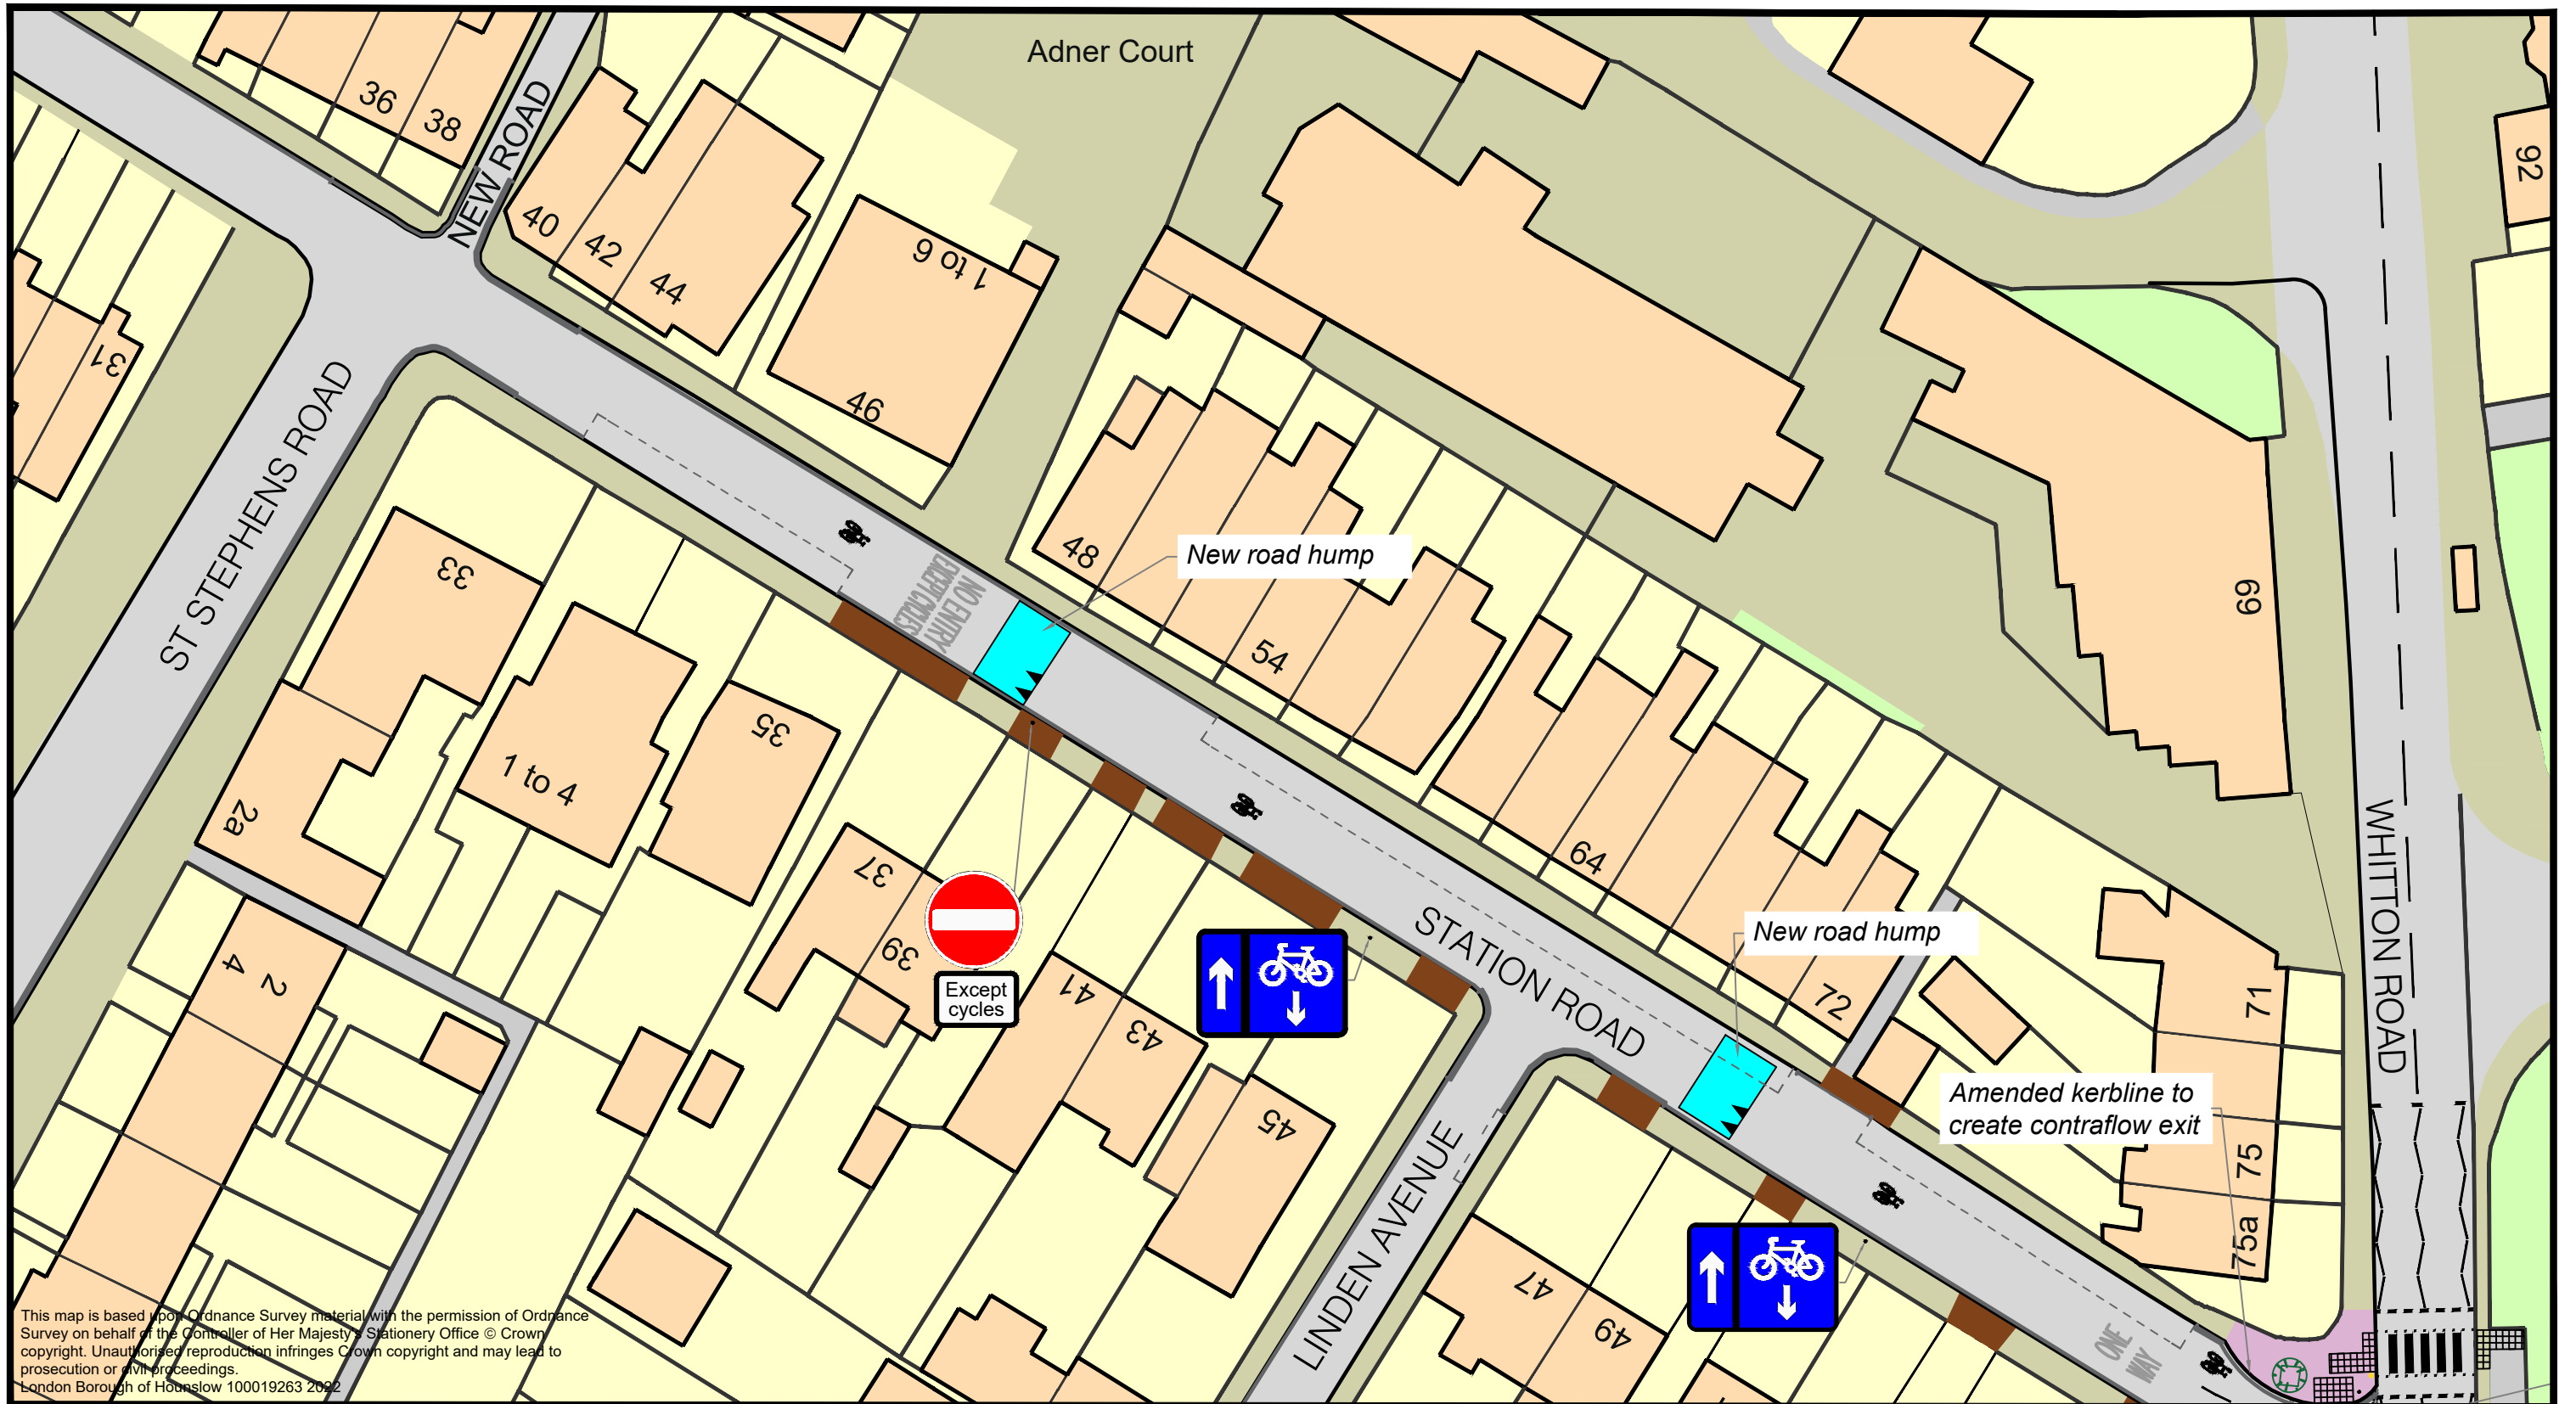 Adner Court
36
38
NEW ROAD
40
42
44
1 to 6
46
31
92
ST STEPHENS ROAD
33
NO ENTRY
EXCEPT CYCLES
New road hump
48
54
69
35
1 to 4
2a
37
39
Except
cycles
41
43
45
64
STATION ROAD
New road hump
72
WHITTON ROAD
71
Amended kerbline to
create contraflow exit
75
75a
4
2
LINDEN AVENUE
47
49
ONE
WAY
This map is based upon Ordnance Survey material with the permission of Ordnance
Survey on behalf of the Controller of Her Majesty's Stationery Office © Crown
copyright. Unauthorised reproduction infringes Crown copyright and may lead to
prosecution or civil proceedings.
London Borough of Hounslow 100019263 2022